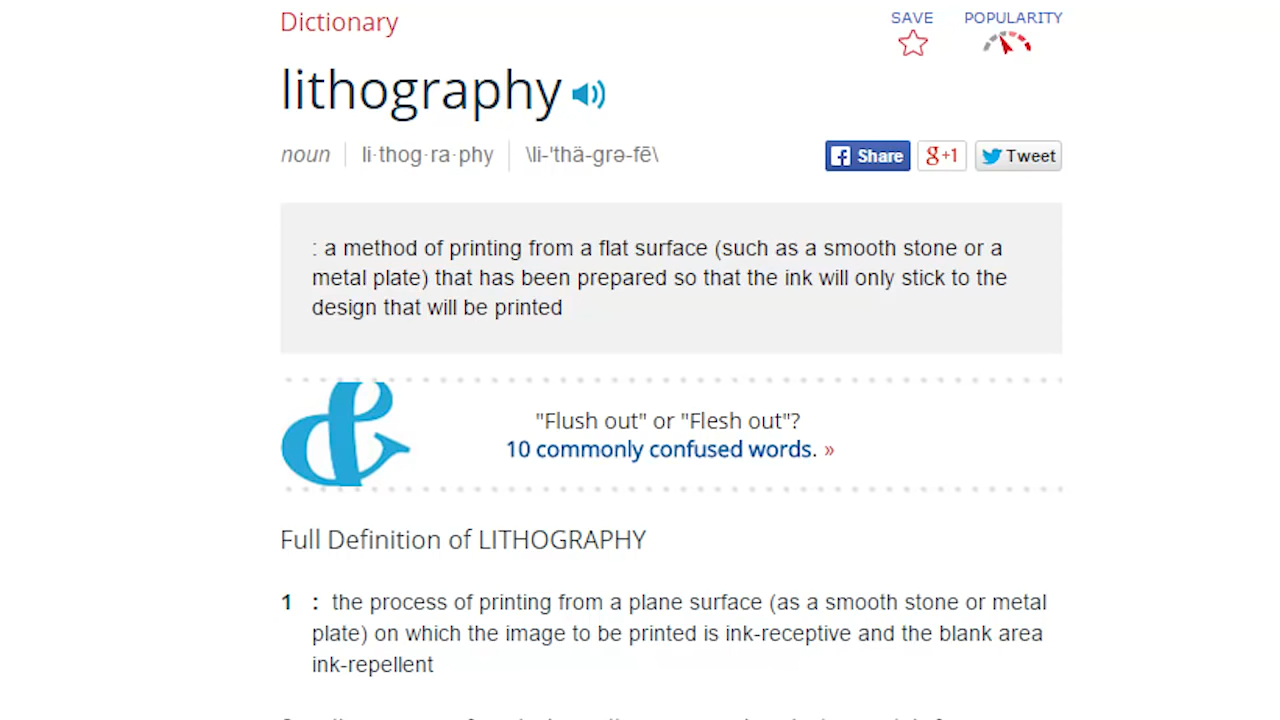 Dictionary
SAVE
POPULARITY
lithography
noun
li·thog·ra·phy
\li-ˈthä-grə-fē\
Share
g+1
Tweet
: a method of printing from a flat surface (such as a smooth stone or a
metal plate) that has been prepared so that the ink will only stick to the
design that will be printed
&
"Flush out" or "Flesh out"?
10 commonly confused words. »
Full Definition of LITHOGRAPHY
1 : the process of printing from a plane surface (as a smooth stone or metal
plate) on which the image to be printed is ink-receptive and the blank area
ink-repellent